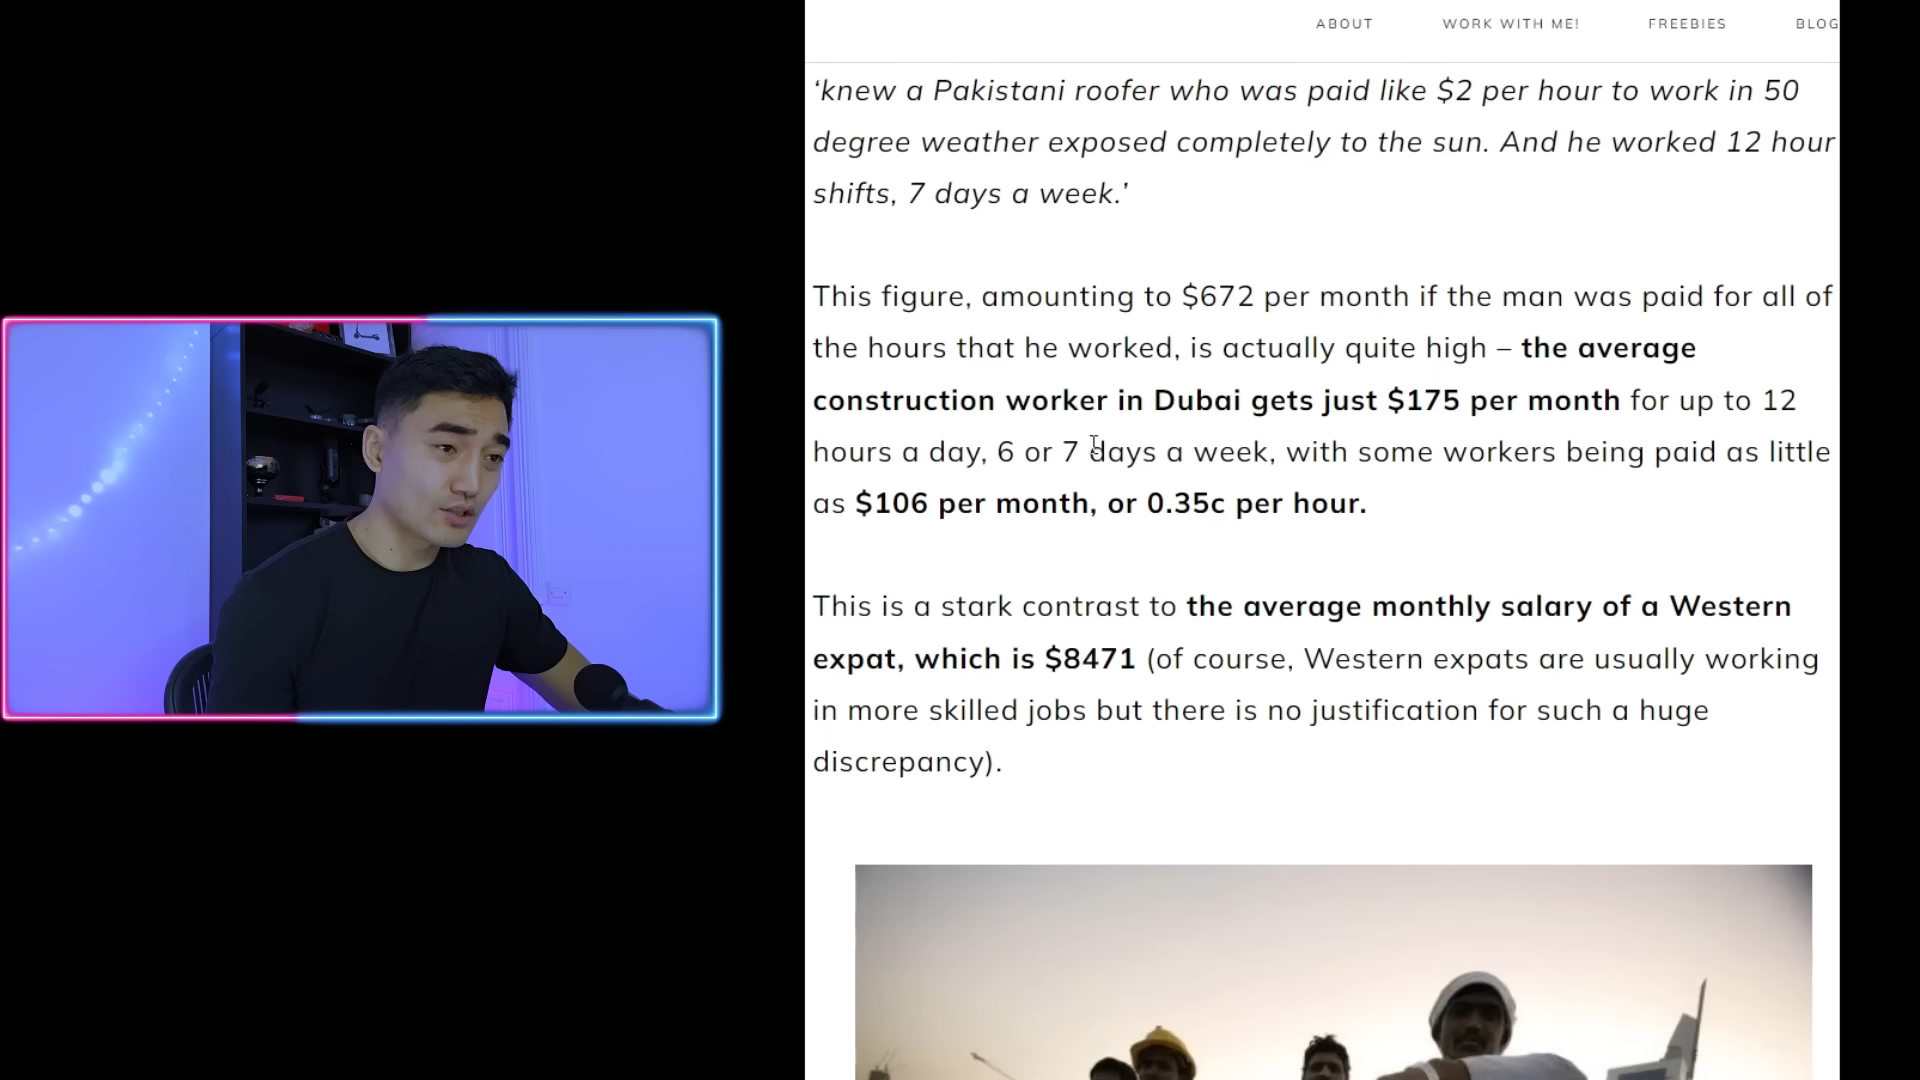 ABOUT WORK WITH ME! FREEBIES BLOG
‘knew a Pakistani roofer who was paid like $2 per hour to work in 50
degree weather exposed completely to the sun. And he worked 12 hour
shifts, 7 days a week.’
This figure, amounting to $672 per month if the man was paid for all of
the hours that he worked, is actually quite high – the average
construction worker in Dubai gets just $175 per month for up to 12
hours a day, 6 or 7 days a week, with some workers being paid as little
as $106 per month, or 0.35c per hour.
This is a stark contrast to the average monthly salary of a Western
expat, which is $8471 (of course, Western expats are usually working
in more skilled jobs but there is no justification for such a huge
discrepancy).